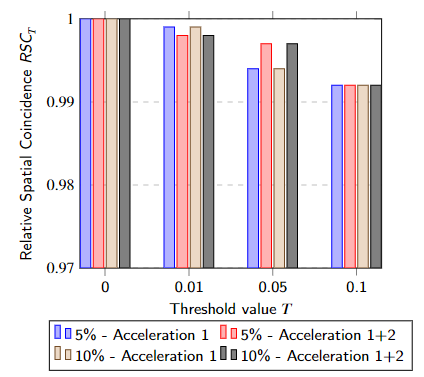 Relative Spatial Coincidence RSC_T
1
0.99
0.98
0.97
0 0.01 0.05 0.1
Threshold value T
5% - Acceleration 1 5% - Acceleration 1+2
10% - Acceleration 1 10% - Acceleration 1+2